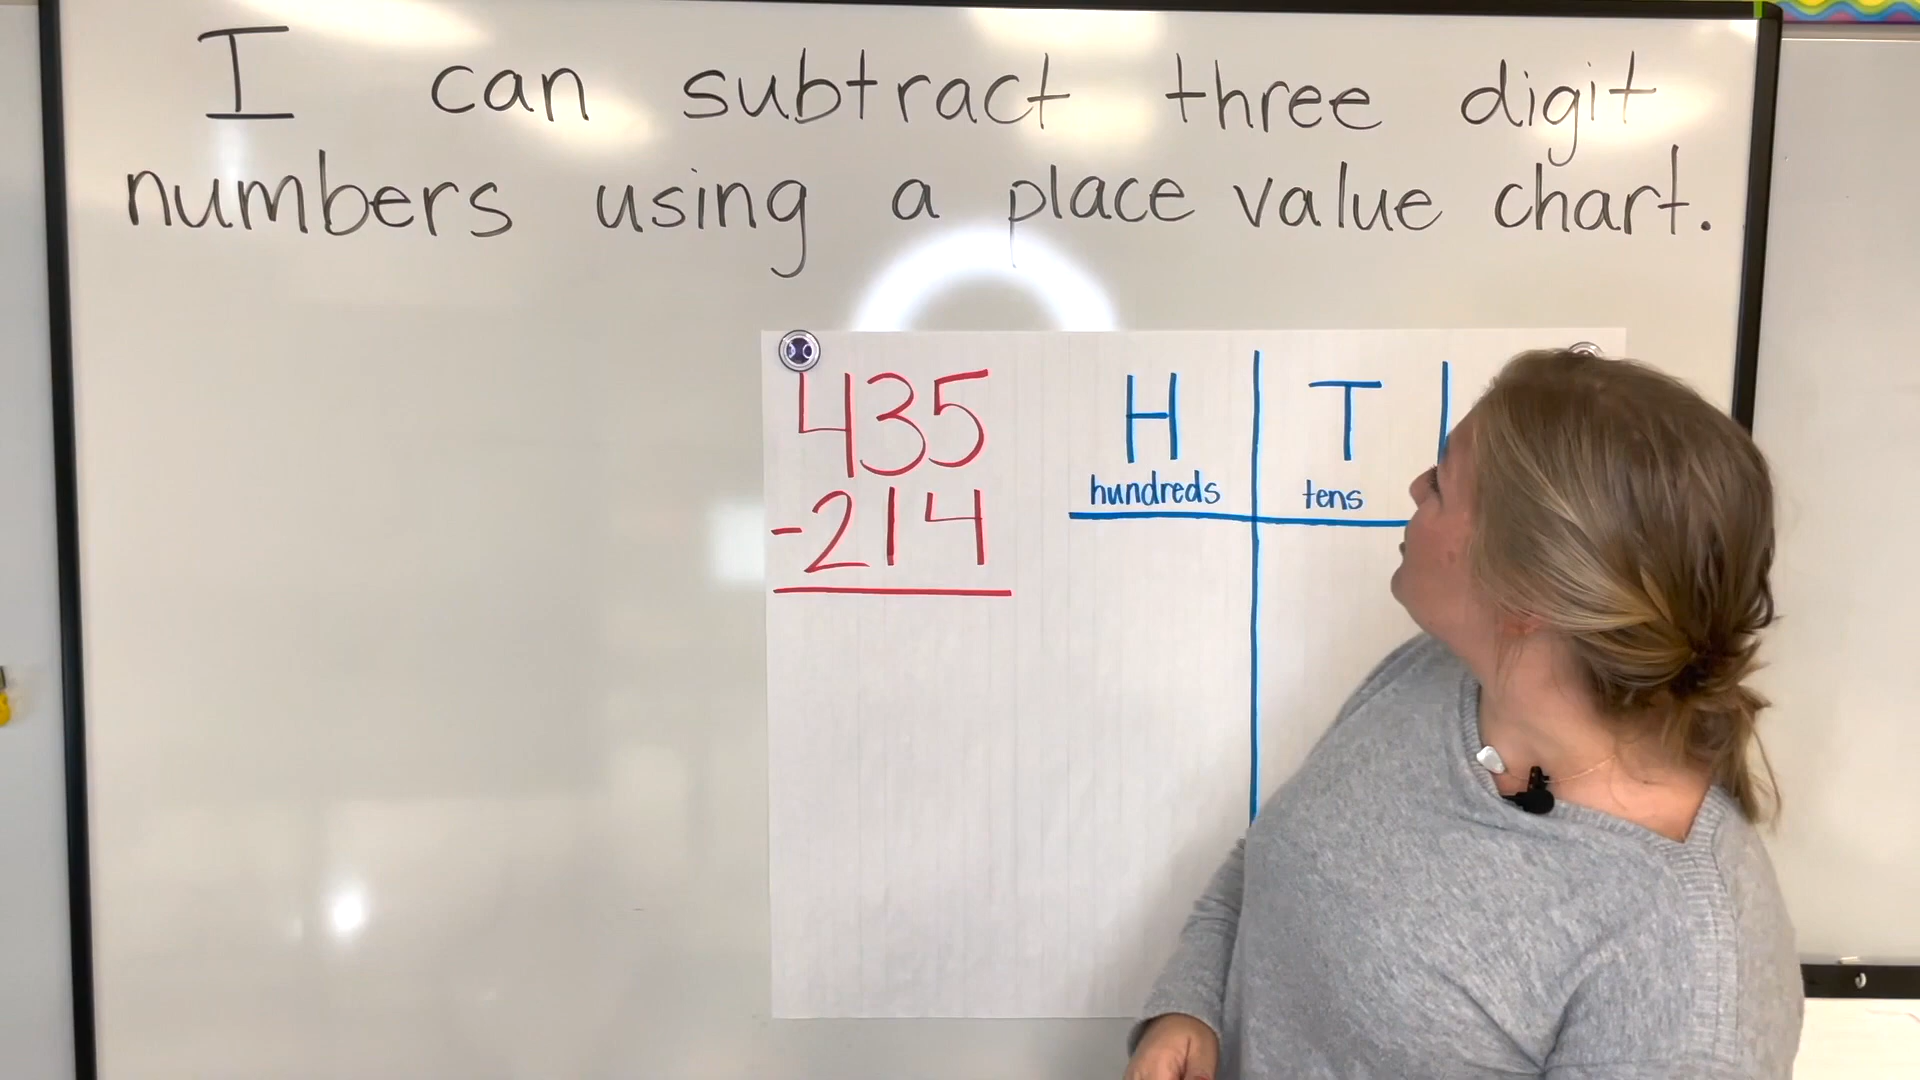 I can subtract three digit
numbers using a place value chart.
435
-214
H T
hundreds tens